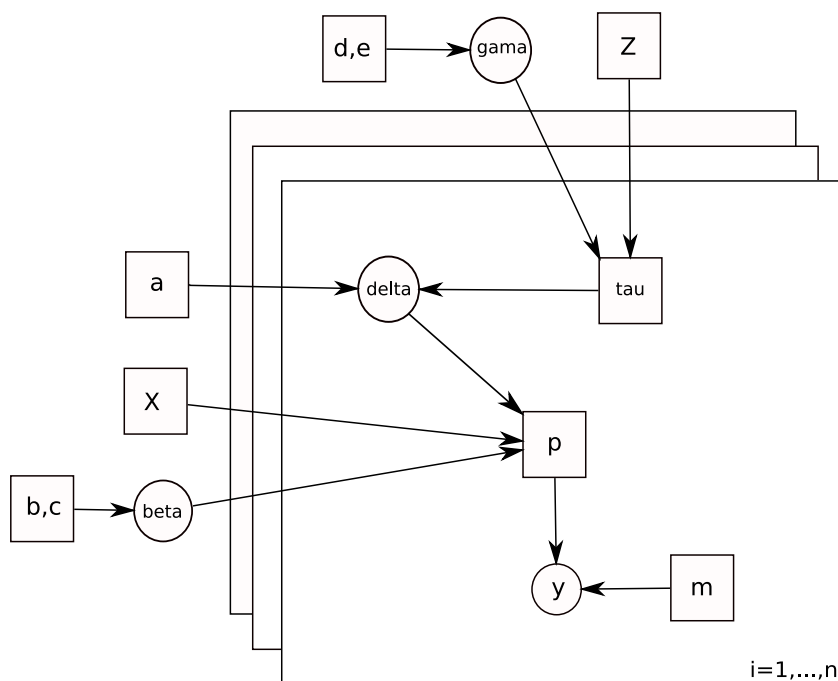 d,e
gama
Z
a
delta
tau
X
p
b,c
beta
y
m
i=1,...,n